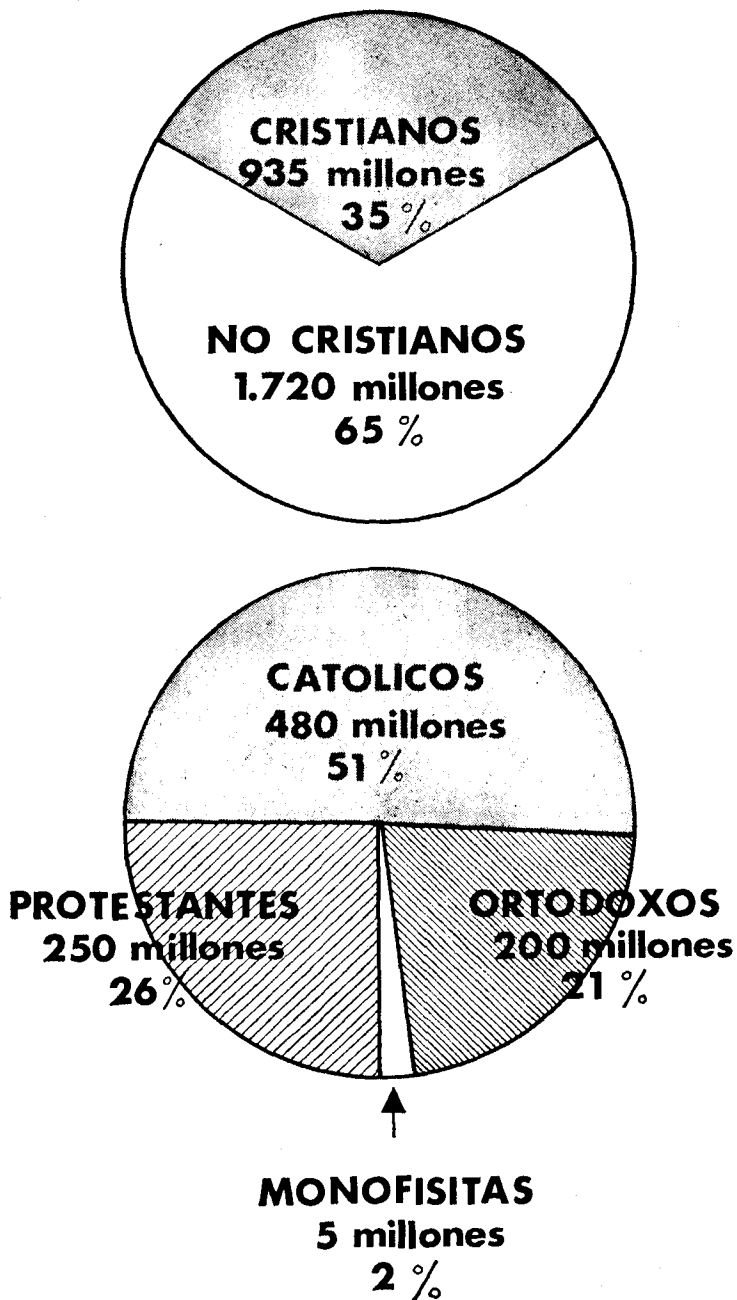 CRISTIANOS
935 millones
35 %
NO CRISTIANOS
1.720 millones
65 %
CATOLICOS
480 millones
51 %
PROTESTANTES
250 millones
26 %
ORTODOXOS
200 millones
21 %
MONOFISITAS
5 millones
2 %